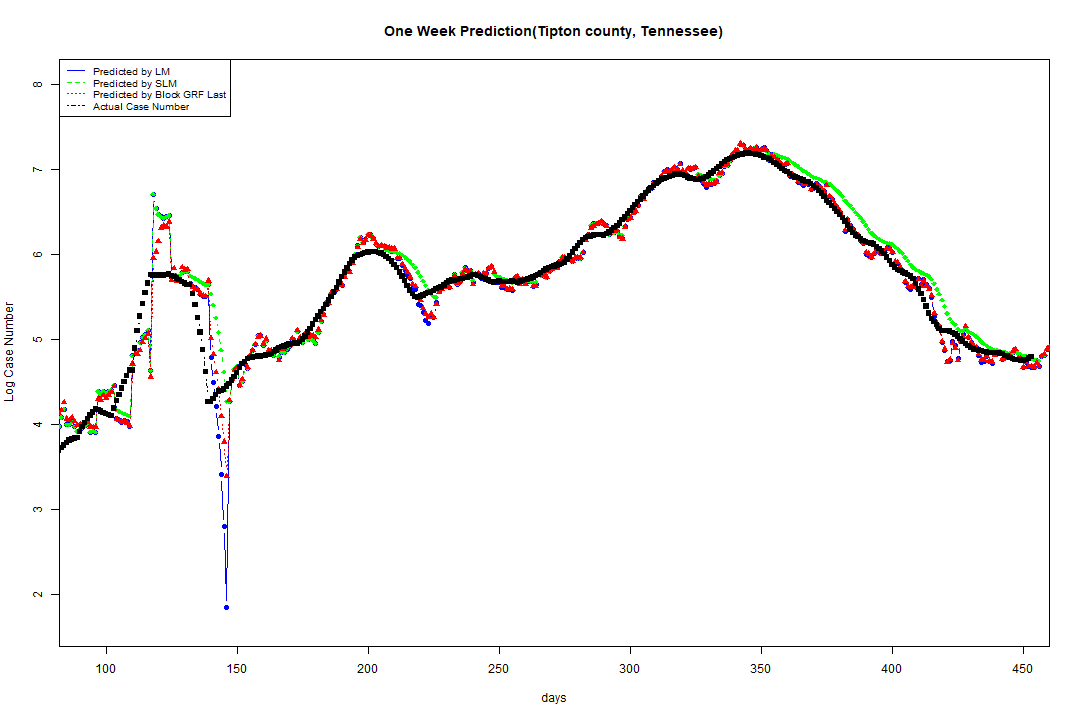 One Week Prediction(Tipton county, Tennessee)
Predicted by LM
Predicted by SLM
Predicted by Block GRF Last
Actual Case Number
8
7
6
5
4
3
2
Log Case Number
100 150 200 250 300 350 400 450
days